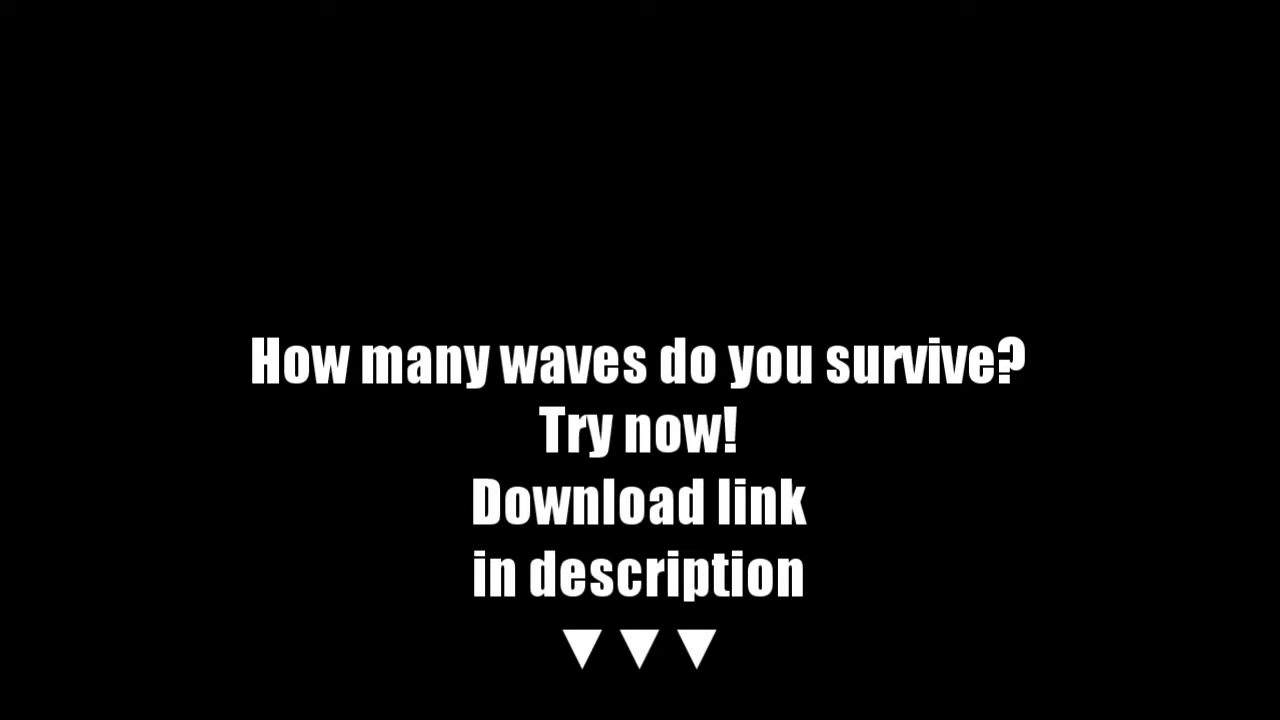 How many waves do you survive?
Try now!
Download link
in description
▼ ▼ ▼